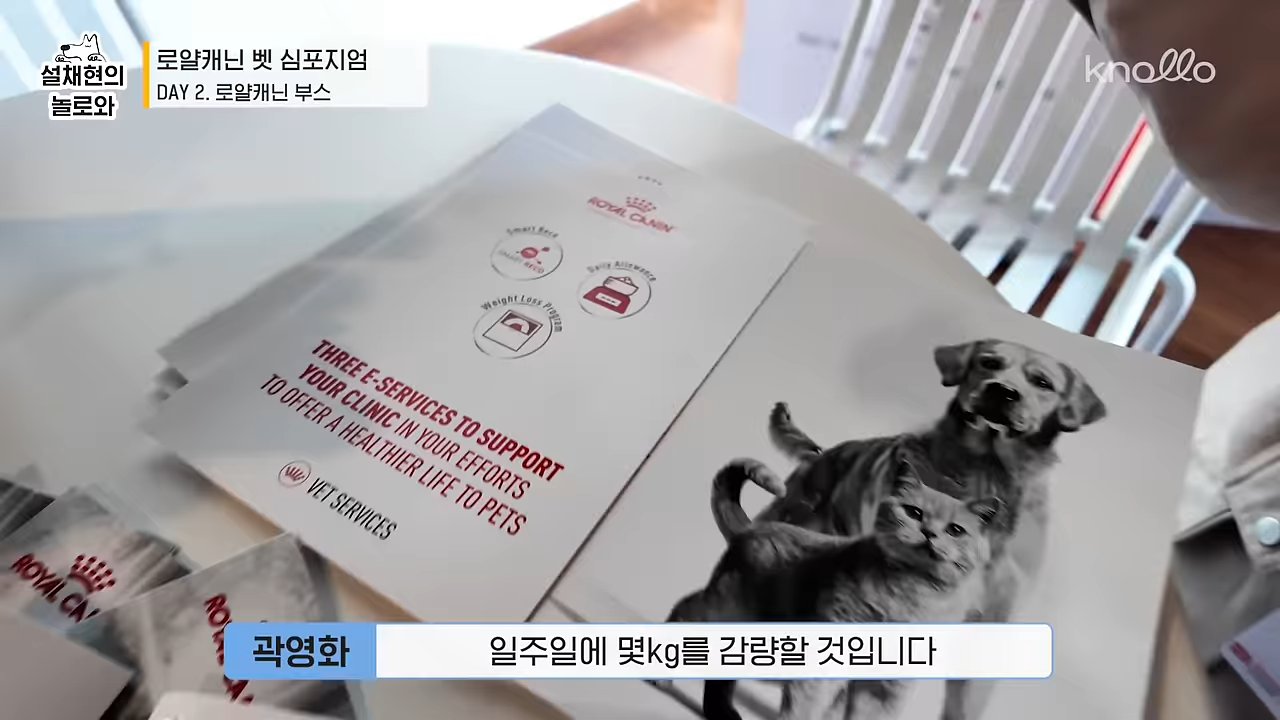 설채현의
놀로와
로얄캐닌 벳 심포지엄
DAY 2. 로얄캐닌 부스
knollo
ROYAL CANIN
Smart Reco
SMART RECO
Daily Allowance
Weight Loss Program
THREE E-SERVICES TO SUPPORT
YOUR CLINIC IN YOUR EFFORTS
TO OFFER A HEALTHIER LIFE TO PETS
VET SERVICES
ROYAL CA
곽영화
일주일에 몇kg를 감량할 것입니다